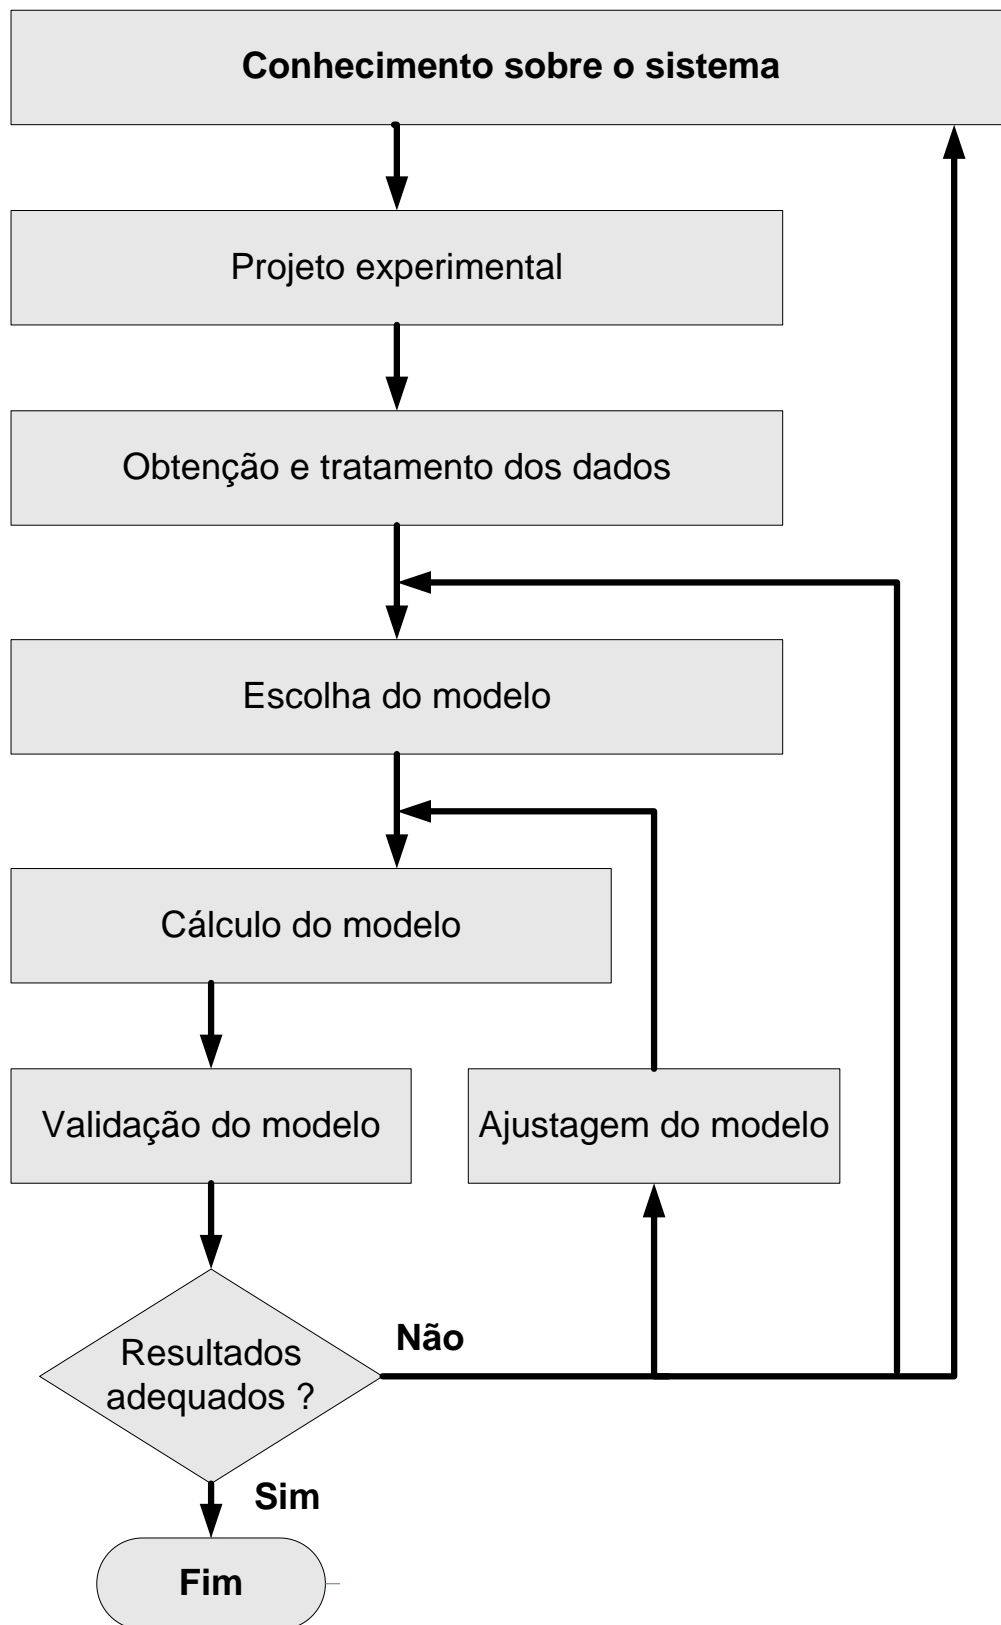 Conhecimento sobre o sistema
Projeto experimental
Obtenção e tratamento dos dados
Escolha do modelo
Cálculo do modelo
Validação do modelo
Ajustagem do modelo
Resultados
adequados ?
Não
Sim
Fim